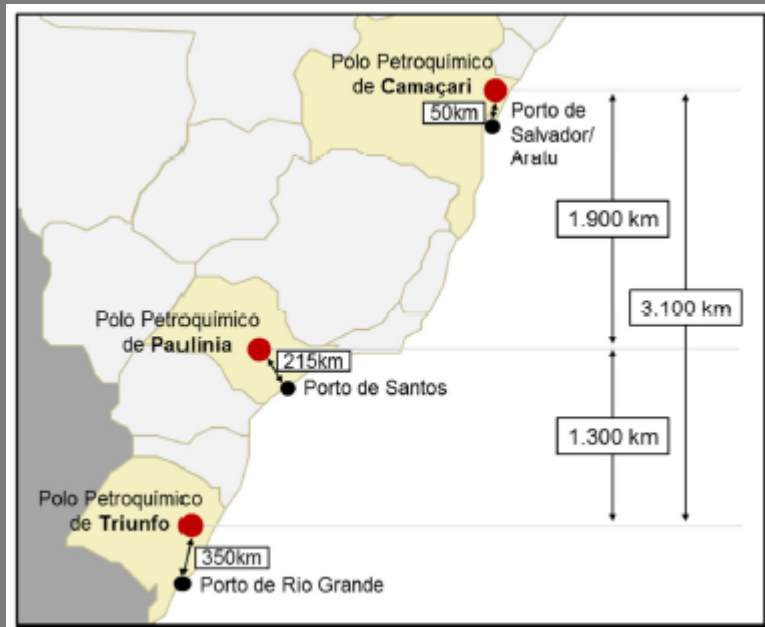 Polo Petroquímico
de Camaçari
50km
Porto de
Salvador/
Aratu
1.900 km
3.100 km
Polo Petroquímico
de Paulinia
215km
Porto de Santos
1.300 km
Polo Petroquímico
de Triunfo
350km
Porto de Rio Grande